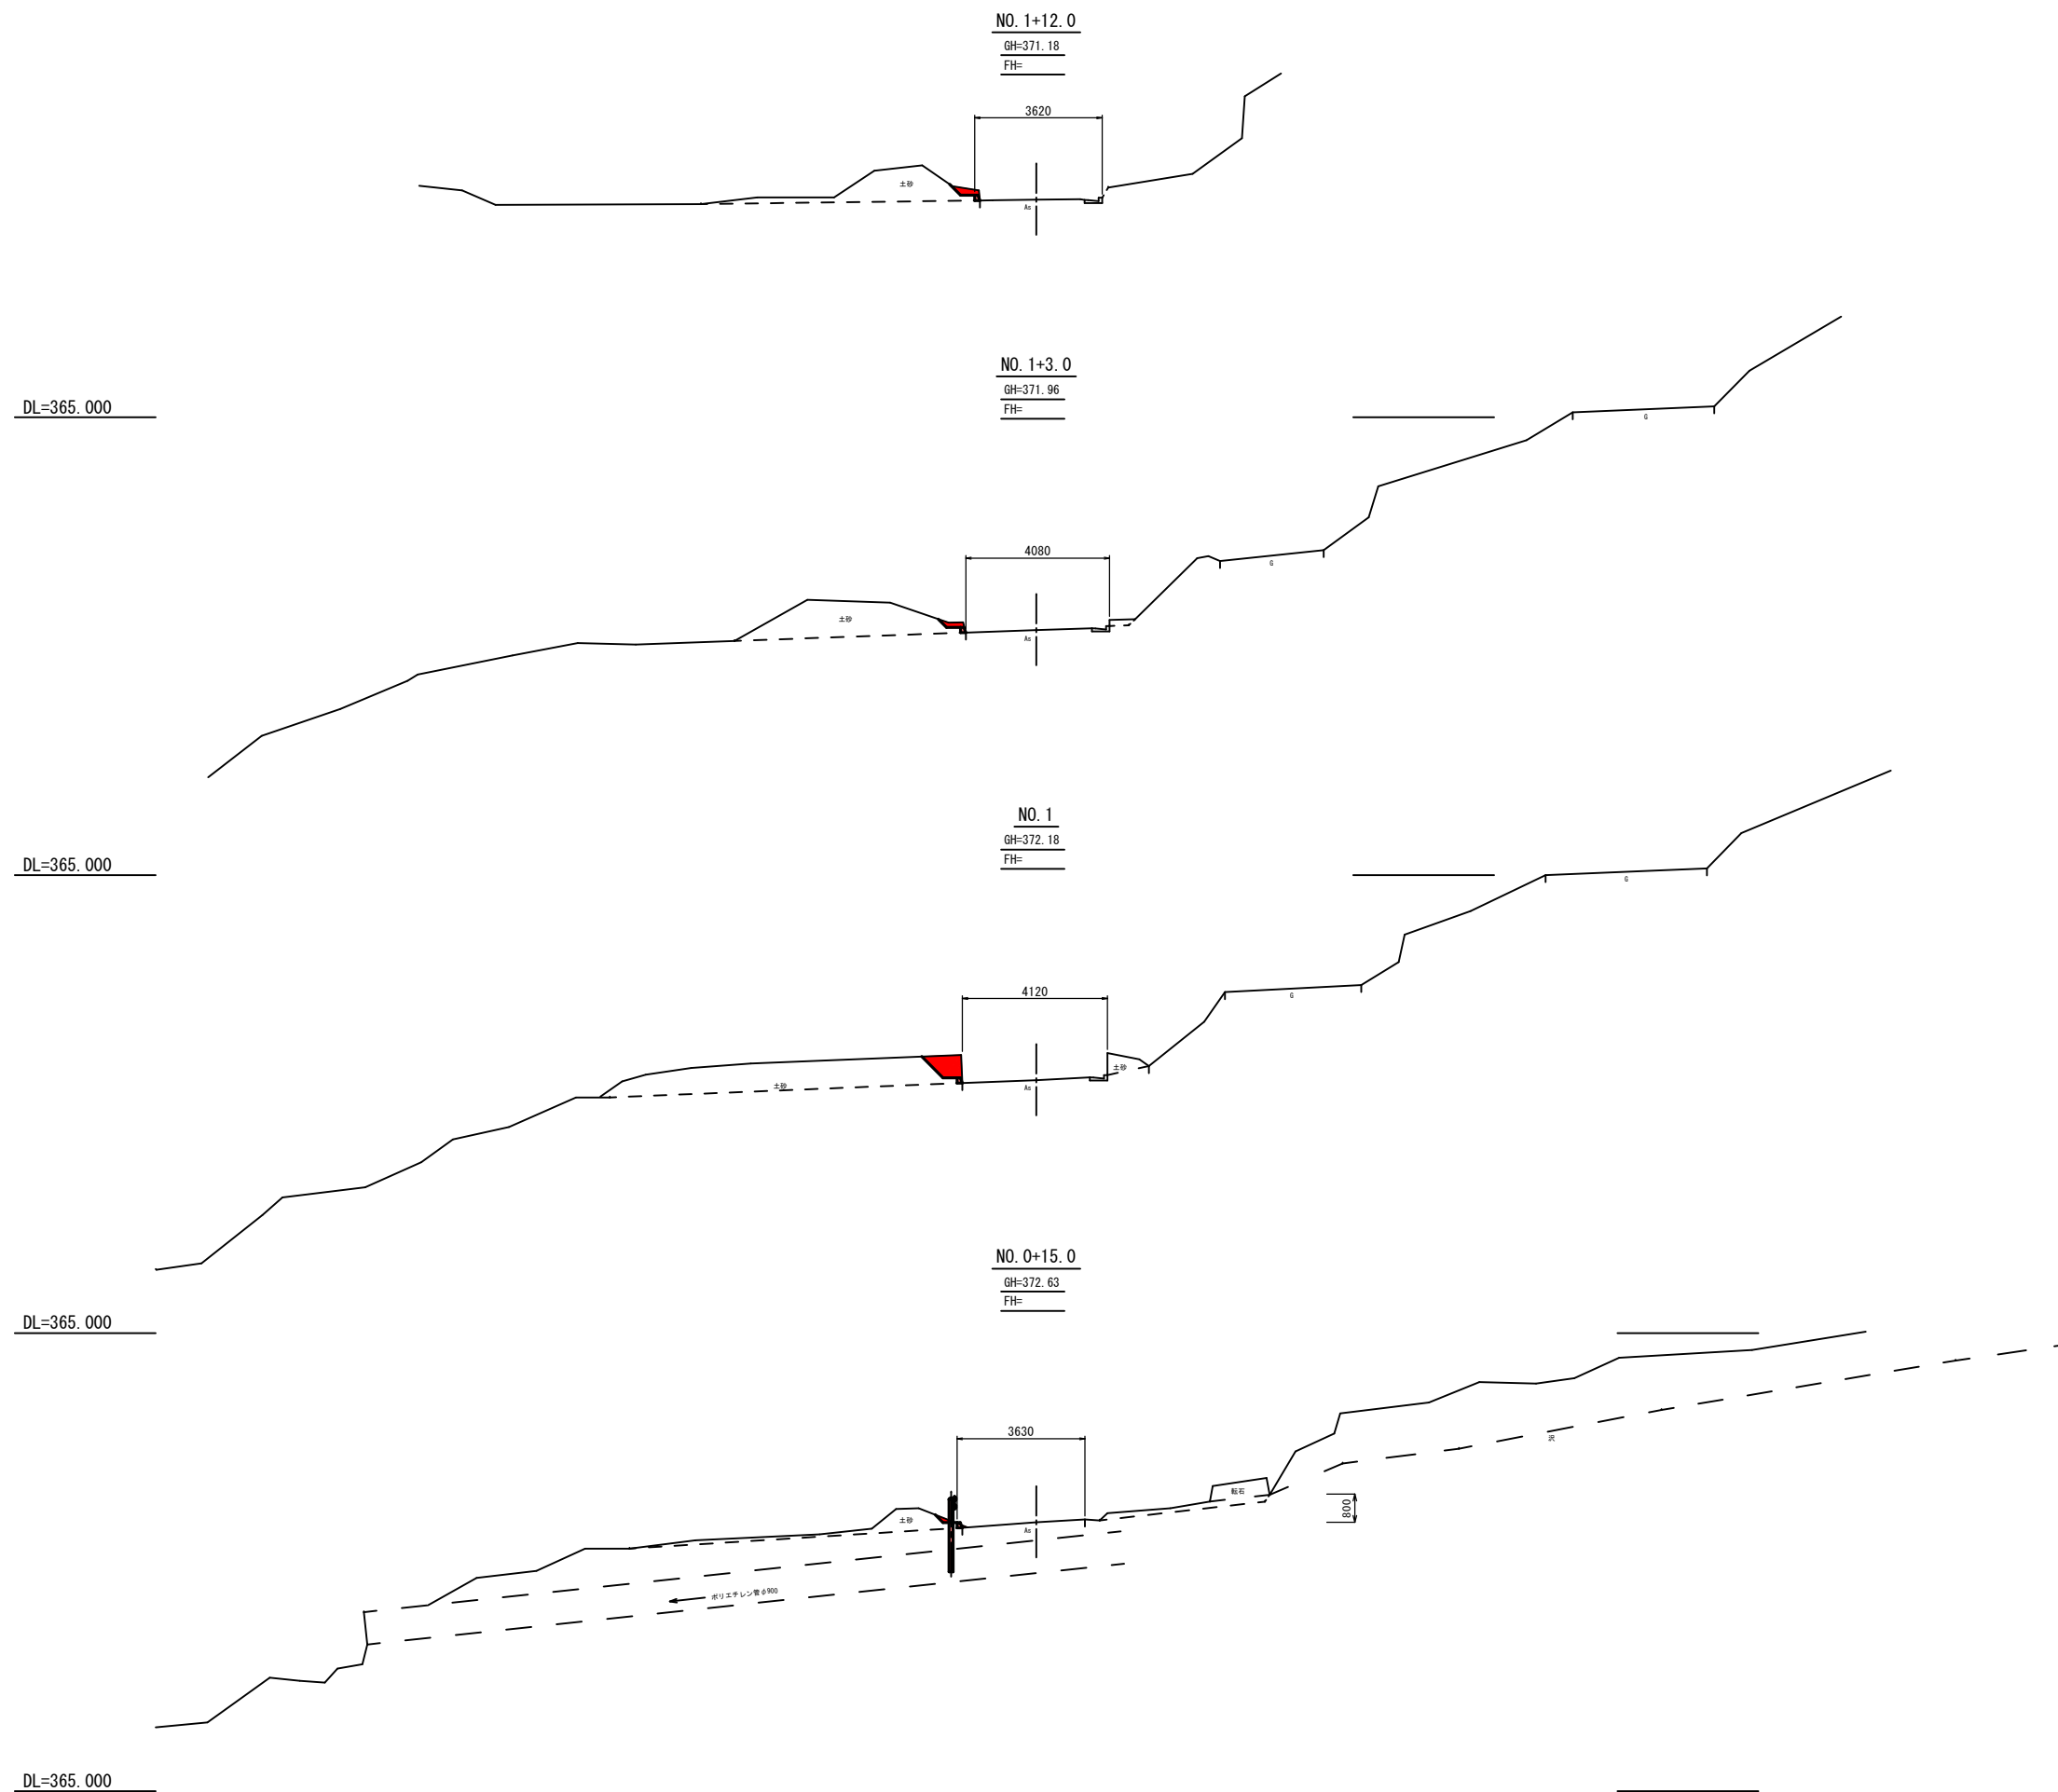 NO.1+12.0
GH=371.18
FH=
3620
土砂
As
NO.1+3.0
GH=371.96
FH=
DL=365.000
G
4080
G
土砂
As
NO.1
GH=372.18
FH=
DL=365.000
G
4120
G
土砂
土砂
As
NO.0+15.0
GH=372.63
FH=
DL=365.000
3630
沢
転石
800
土砂
As
ポリエチレン管φ900
DL=365.000